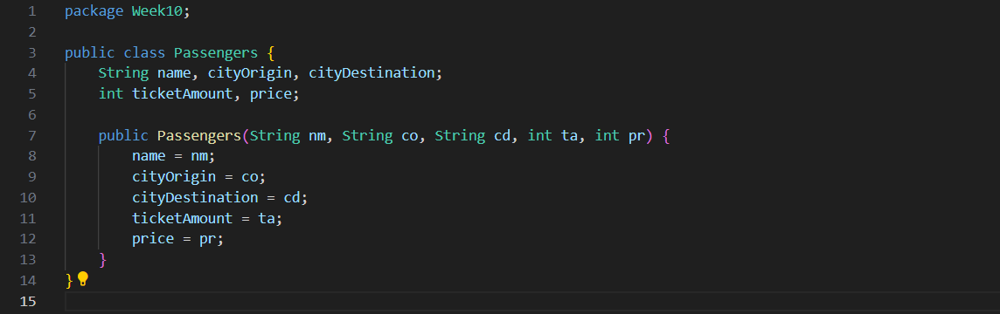 1 package Week10;
2
3 public class Passengers {
4     String name, cityOrigin, cityDestination;
5     int ticketAmount, price;
6
7     public Passengers(String nm, String co, String cd, int ta, int pr) {
8         name = nm;
9         cityOrigin = co;
10         cityDestination = cd;
11         ticketAmount = ta;
12         price = pr;
13     }
14 }
15